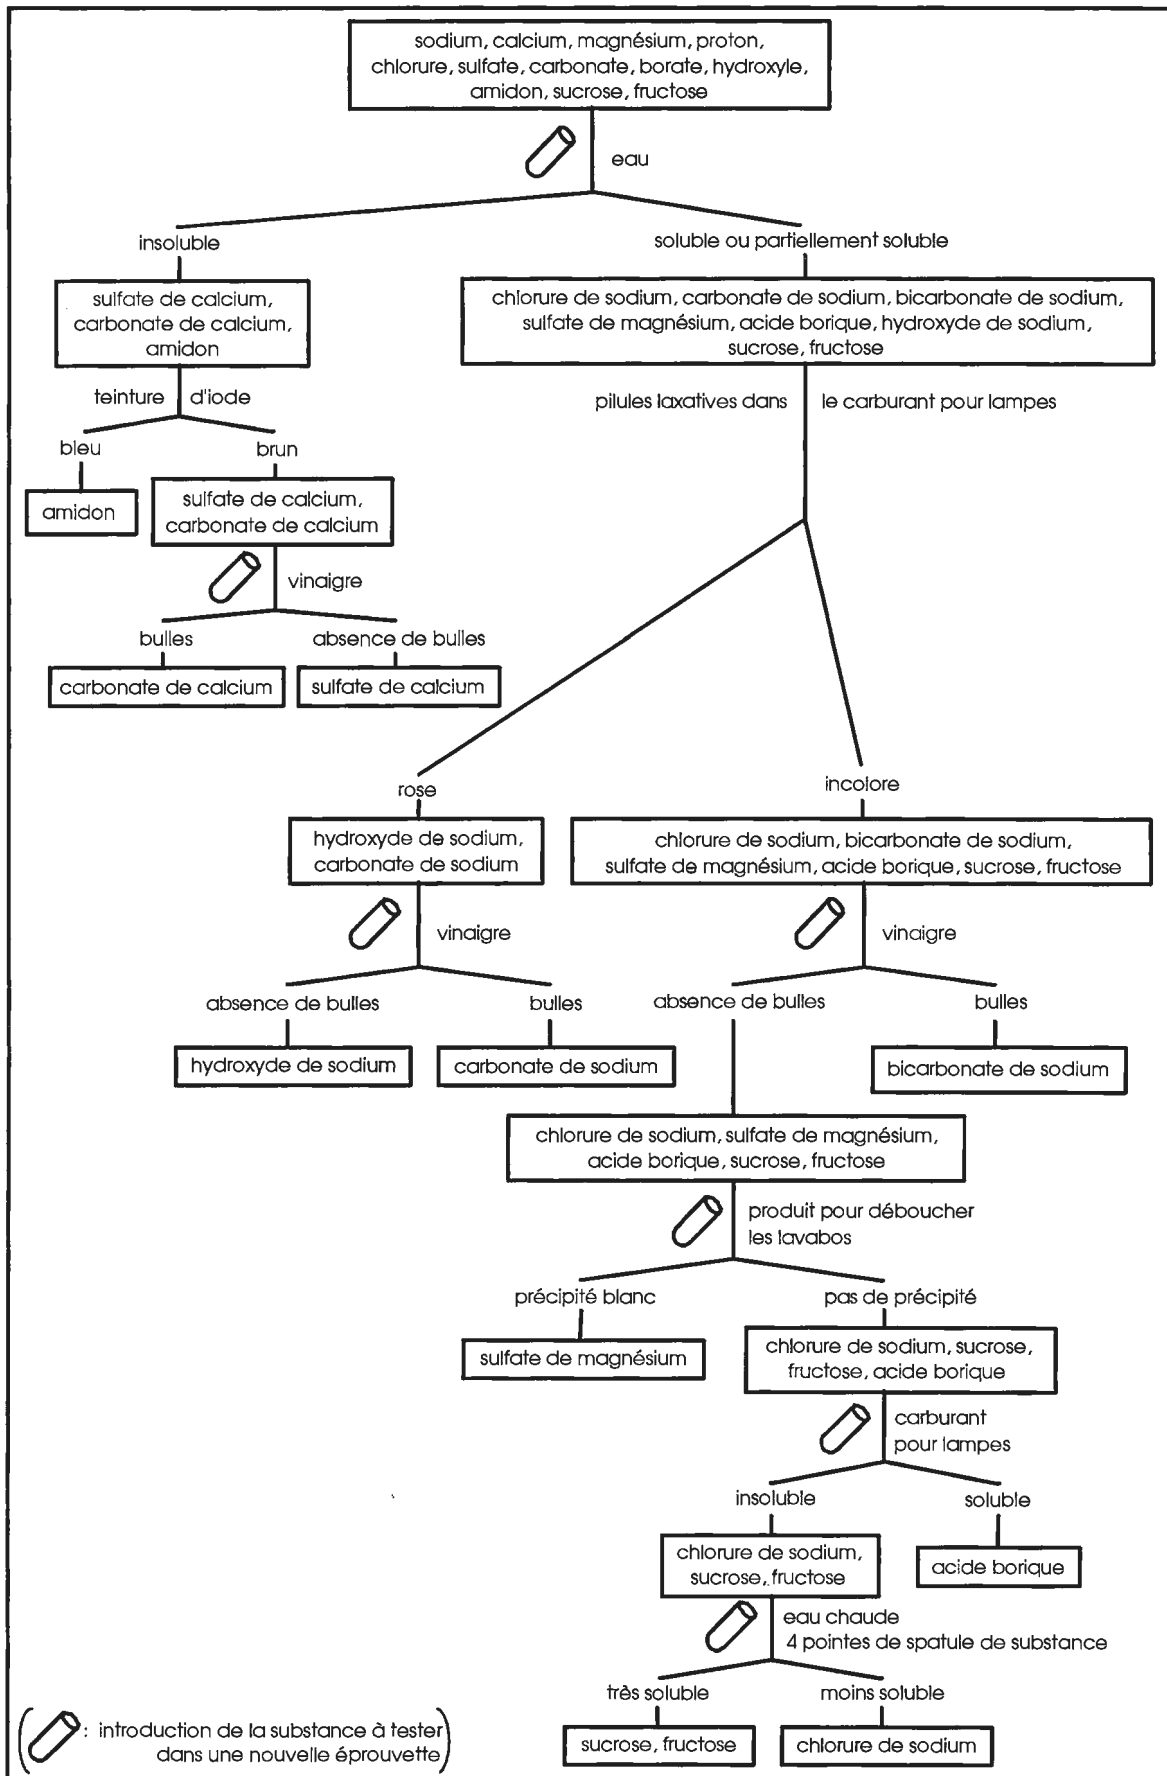 sodium, calcium, magnésium, proton,
chlorure, sulfate, carbonate, borate, hydroxyle,
amidon, sucrose, fructose
eau
insoluble
soluble ou partiellement soluble
sulfate de calcium,
carbonate de calcium,
amidon
chlorure de sodium, carbonate de sodium, bicarbonate de sodium,
sulfate de magnésium, acide borique, hydroxyde de sodium,
sucrose, fructose
teinture d'iode
pilules laxatives dans le carburant pour lampes
bleu
brun
amidon
sulfate de calcium,
carbonate de calcium
vinaigre
bulles
absence de bulles
carbonate de calcium
sulfate de calcium
rose
incolore
hydroxyde de sodium,
carbonate de sodium
chlorure de sodium, bicarbonate de sodium,
sulfate de magnésium, acide borique, sucrose, fructose
vinaigre
vinaigre
absence de bulles
bulles
absence de bulles
bulles
hydroxyde de sodium
carbonate de sodium
bicarbonate de sodium
chlorure de sodium, sulfate de magnésium,
acide borique, sucrose, fructose
produit pour déboucher
les lavabos
précipité blanc
pas de précipité
sulfate de magnésium
chlorure de sodium, sucrose,
fructose, acide borique
carburant
pour lampes
insoluble
soluble
chlorure de sodium,
sucrose, fructose
acide borique
eau chaude
4 pointes de spatule de substance
très soluble
moins soluble
sucrose, fructose
chlorure de sodium
( : introduction de la substance à tester
dans une nouvelle éprouvette)